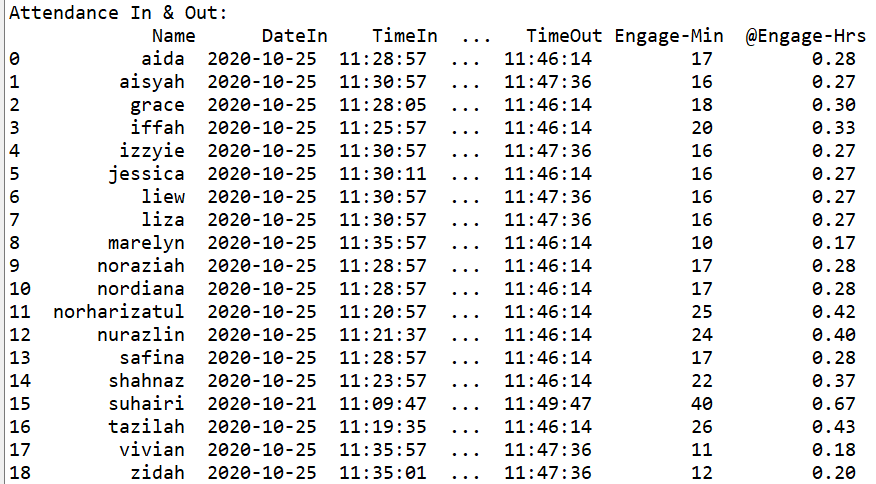 Attendance In & Out:
Name DateIn TimeIn ... TimeOut Engage-Min @Engage-Hrs
0 aida 2020-10-25 11:28:57 ... 11:46:14 17 0.28
1 aisyah 2020-10-25 11:30:57 ... 11:47:36 16 0.27
2 grace 2020-10-25 11:28:05 ... 11:46:14 18 0.30
3 iffah 2020-10-25 11:25:57 ... 11:46:14 20 0.33
4 izzyie 2020-10-25 11:30:57 ... 11:47:36 16 0.27
5 jessica 2020-10-25 11:30:11 ... 11:46:14 16 0.27
6 liew 2020-10-25 11:30:57 ... 11:47:36 16 0.27
7 liza 2020-10-25 11:30:57 ... 11:47:36 16 0.27
8 marelyn 2020-10-25 11:35:57 ... 11:46:14 10 0.17
9 noraziah 2020-10-25 11:28:57 ... 11:46:14 17 0.28
10 nordiana 2020-10-25 11:28:57 ... 11:46:14 17 0.28
11 norharizatul 2020-10-25 11:20:57 ... 11:46:14 25 0.42
12 nurazlin 2020-10-25 11:21:37 ... 11:46:14 24 0.40
13 safina 2020-10-25 11:28:57 ... 11:46:14 17 0.28
14 shahnaz 2020-10-25 11:23:57 ... 11:46:14 22 0.37
15 suhairi 2020-10-21 11:09:47 ... 11:49:47 40 0.67
16 tazilah 2020-10-25 11:19:35 ... 11:46:14 26 0.43
17 vivian 2020-10-25 11:35:57 ... 11:47:36 11 0.18
18 zidah 2020-10-25 11:35:01 ... 11:47:36 12 0.20